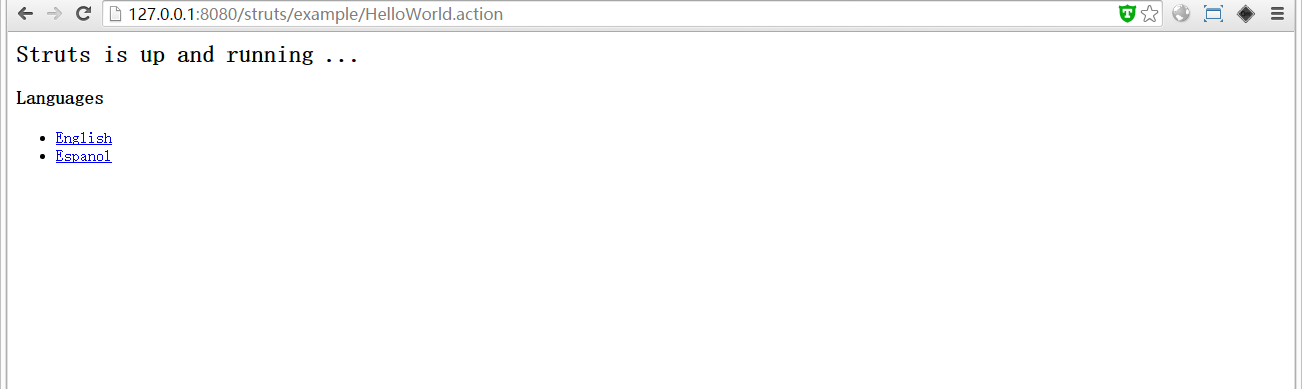 127.0.0.1:8080/struts/example/HelloWorld.action
Struts is up and running ...
Languages
English
Espanol